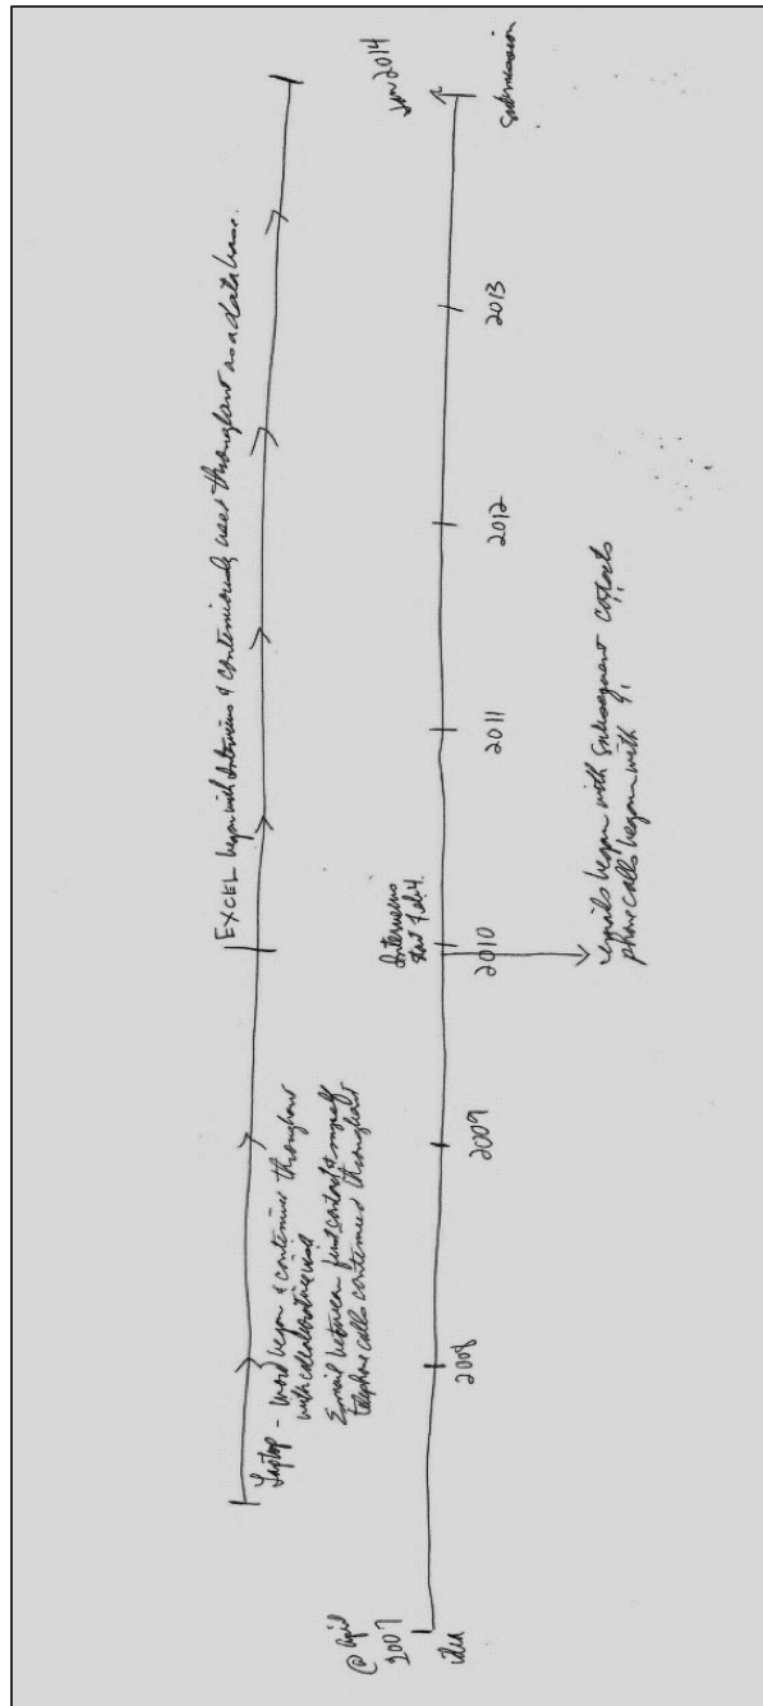 EXCEL began with Interviews & continuously used throughout as a data base.
Laptop - Word began & continues throughout
with collaborative
Email between first contact & myself
telephone calls continued throughout
@ April
2007
idea
2008
2009
Interviews
start Feb 4.
2010
2011
2012
2013
Jan 2014
submission
emails began with subsequent contacts
phone calls began with